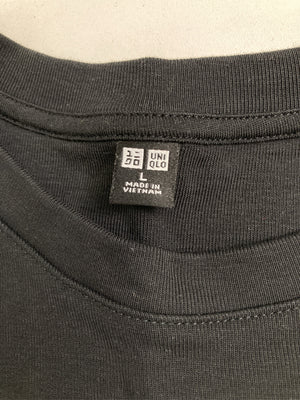 ユニ UNI
クロ QLO
L
MADE IN
VIETNAM